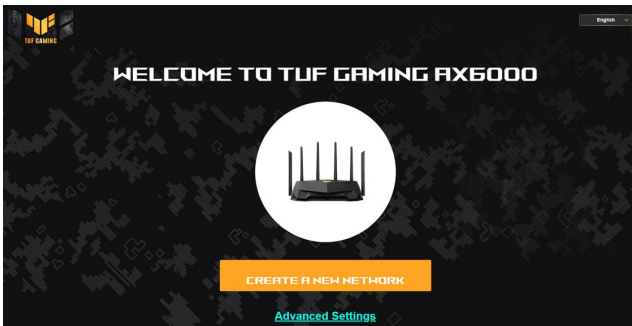 TUF GAMING
English
WELCOME TO TUF GAMING AX6000
CREATE A NEW NETWORK
Advanced Settings